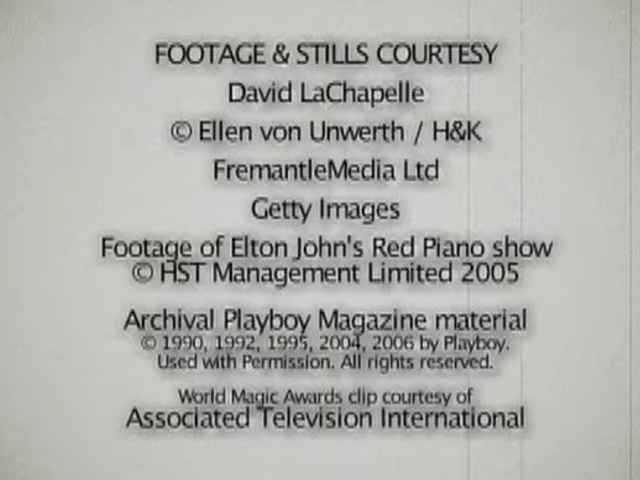 FOOTAGE & STILLS COURTESY
David LaChapelle
© Ellen von Unwerth / H&K
FremantleMedia Ltd
Getty Images
Footage of Elton John's Red Piano show
© HST Management Limited 2005
Archival Playboy Magazine material
© 1990, 1992, 1995, 2004, 2006 by Playboy.
Used with Permission. All rights reserved.
World Magic Awards clip courtesy of
Associated Television International